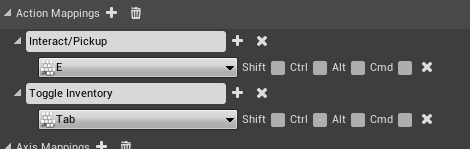 Action Mappings
Interact/Pickup
E Shift Ctrl Alt Cmd
Toggle Inventory
Tab Shift Ctrl Alt Cmd
Axis Mappings